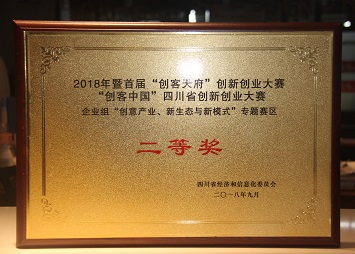 2018年暨首届“创客天府”创新创业大赛
“创客中国”四川省创新创业大赛
企业组“创意产业、新生态与新模式”专题赛区
二等奖
四川省经济和信息化委员会
二〇一八年九月